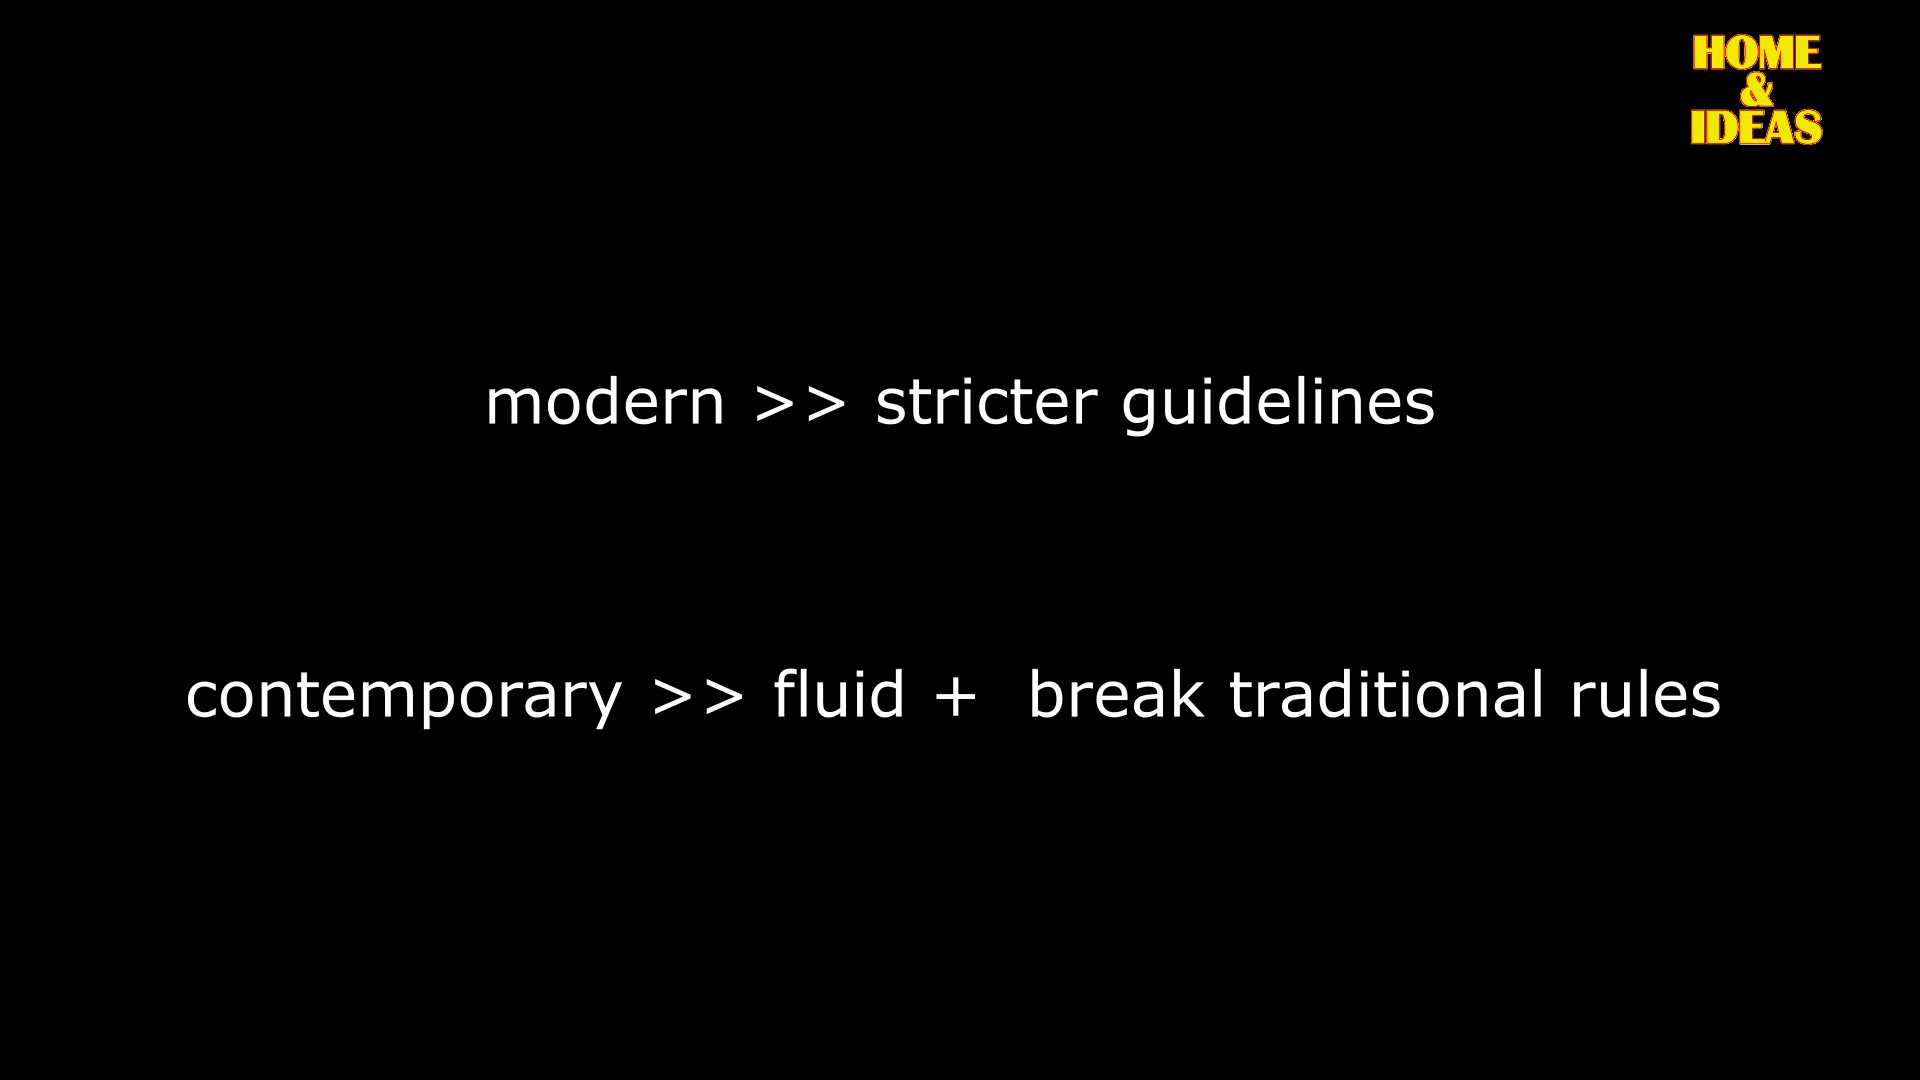 HOME
&
IDEAS
modern >> stricter guidelines
contemporary >> fluid +  break traditional rules